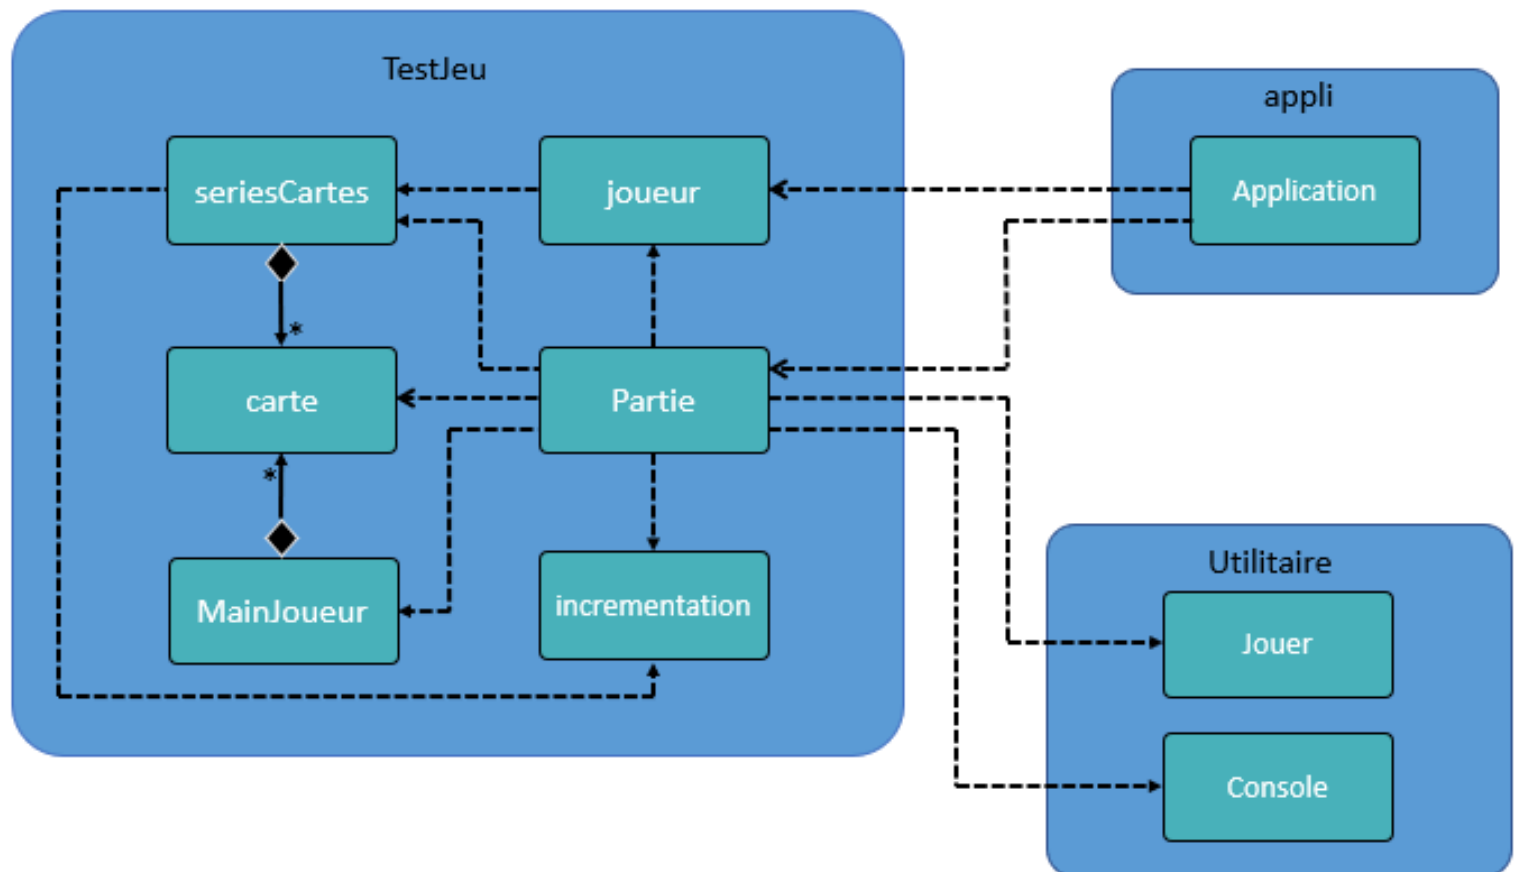 TestJeu
appli
seriesCartes
joueur
Application
*
carte
Partie
*
MainJoueur
incrementation
Utilitaire
Jouer
Console